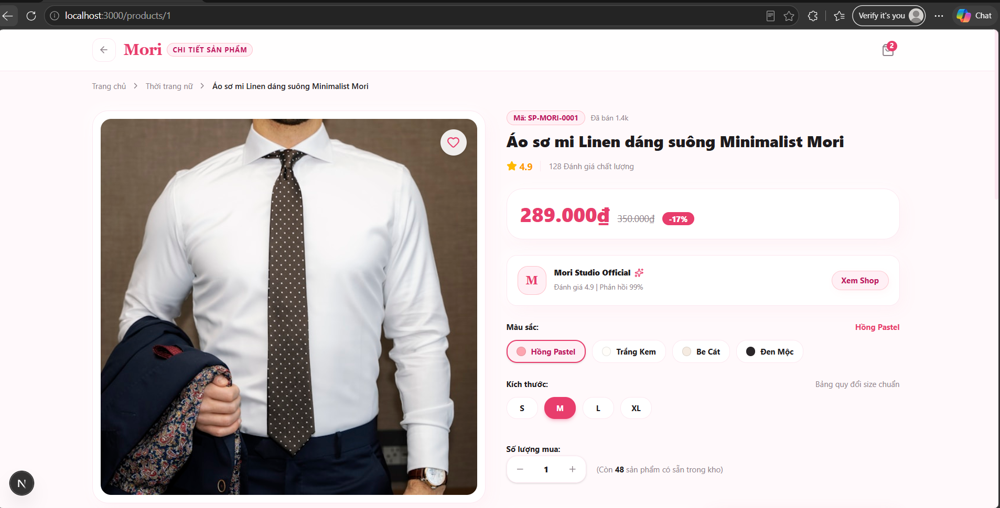 localhost:3000/products/1
Verify it's you
Chat
Mori
CHI TIẾT SẢN PHẨM
2
Trang chủ > Thời trang nữ > Áo sơ mi Linen dáng suông Minimalist Mori
Mã: SP-MORI-0001
Đã bán 1.4k
Áo sơ mi Linen dáng suông Minimalist Mori
4.9
128 Đánh giá chất lượng
289.000₫ 350.000₫ -17%
M
Mori Studio Official
Đánh giá 4.9 | Phản hồi 99%
Xem Shop
Màu sắc:
Hồng Pastel
Hồng Pastel
Trắng Kem
Be Cát
Đen Mộc
Kích thước:
Bảng quy đổi size chuẩn
S
M
L
XL
Số lượng mua:
− 1 +
(Còn 48 sản phẩm có sẵn trong kho)
N